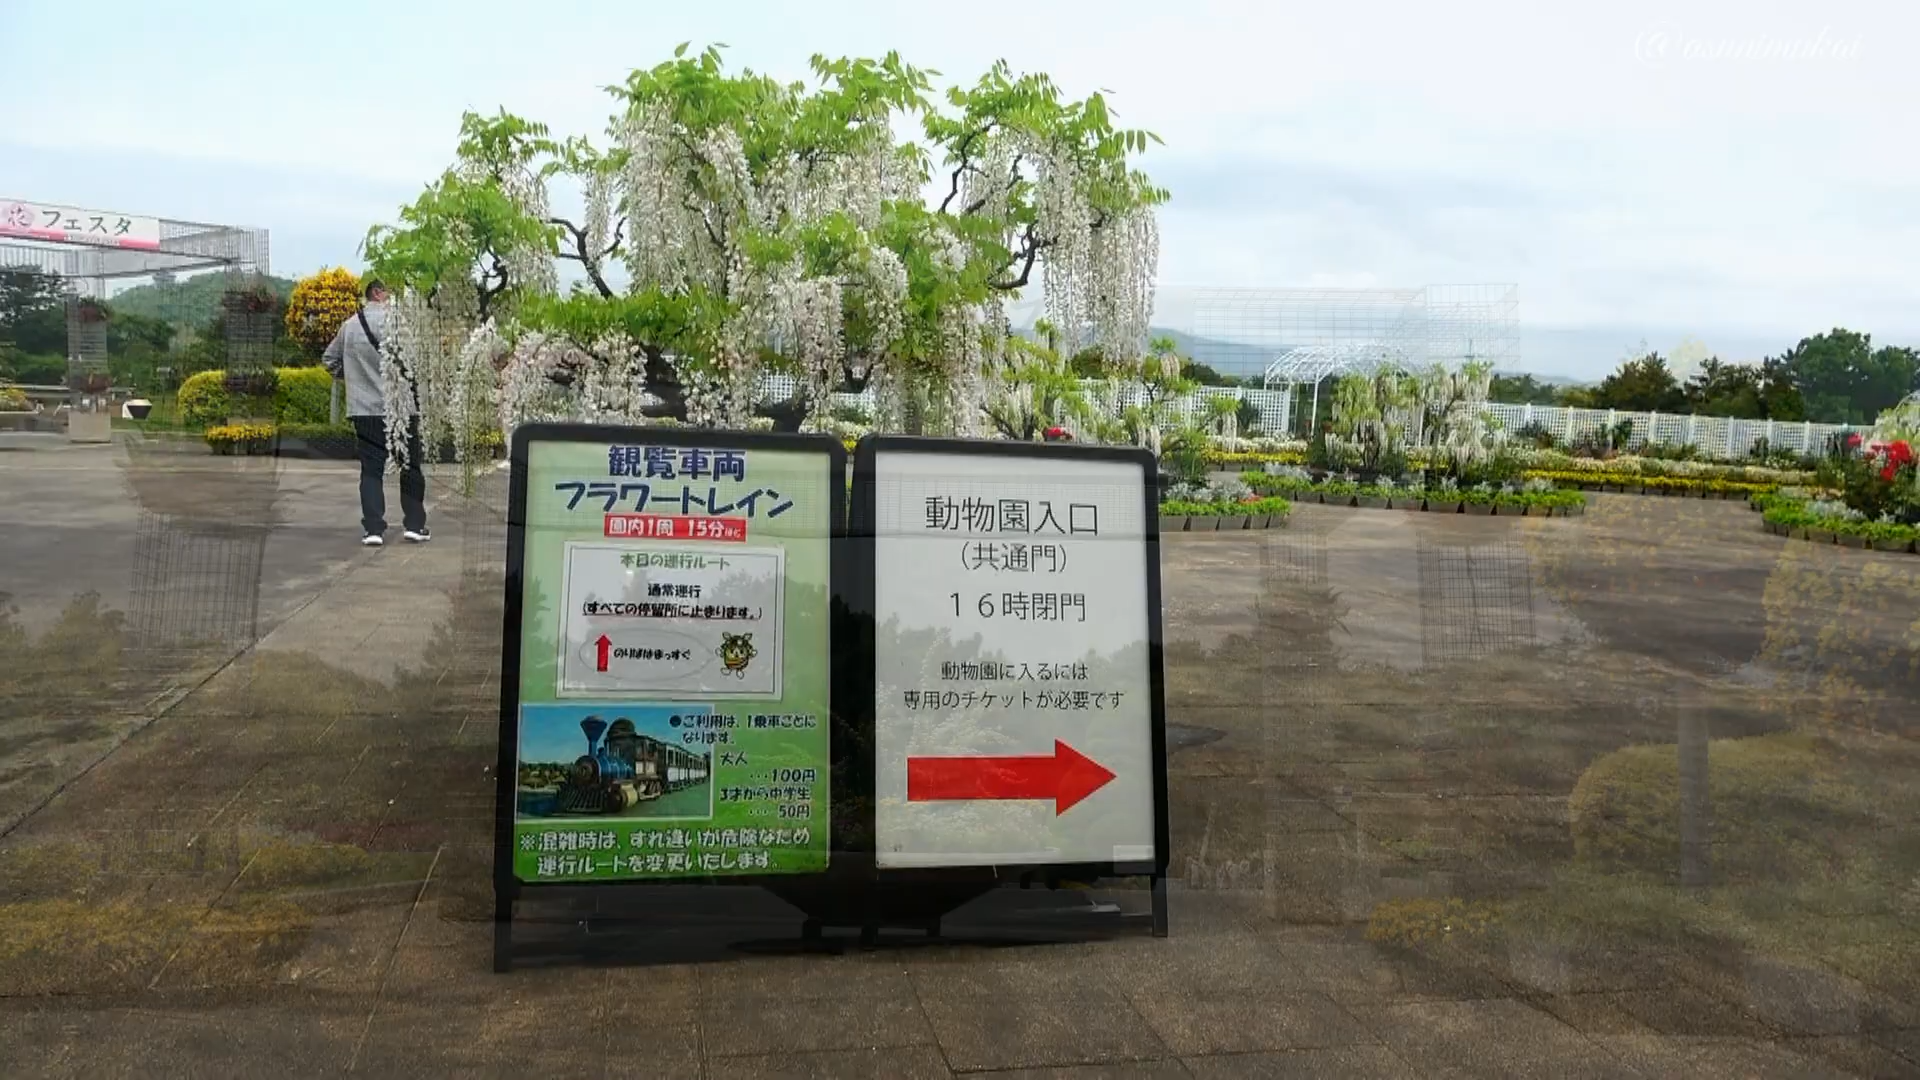 @asunimukai
花フェスタ
観覧車両
フラワートレイン
園内1周 15分
本日の運行ルート
通常運行
(すべての停留所に止まります。)
のりばはまっすぐ
●ご利用は、1乗車ごとに
なります。
大人
…100円
3才から中学生
…. 50円
※混雑時は、すれ違いが危険なため
運行ルートを変更いたします。
動物園入口
(共通門)
16時閉門
動物園に入るには
専用のチケットが必要です